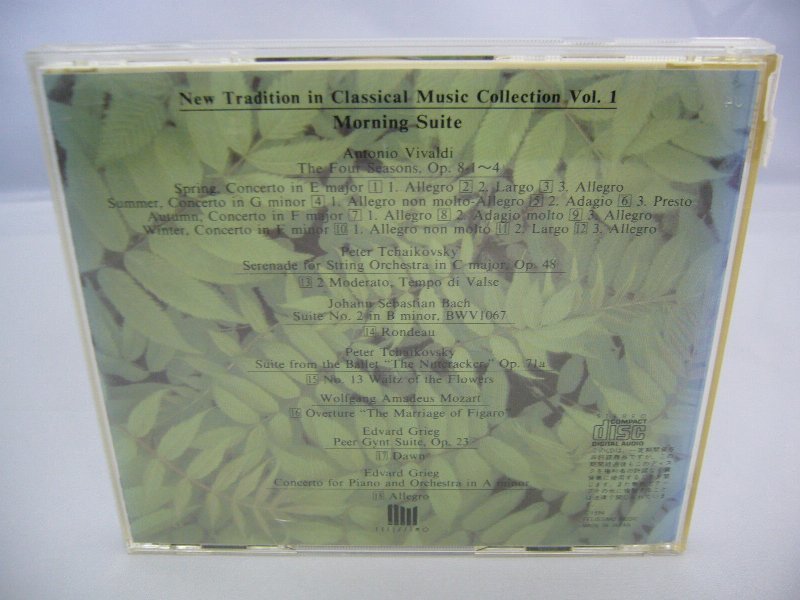 New Tradition in Classical Music Collection Vol. 1
Morning Suite
Antonio Vivaldi
The Four Seasons, Op. 8-1〜4
Spring, Concerto in E major 1 1. Allegro 2 2. Largo 3 3. Allegro
Summer, Concerto in G minor 4 1. Allegro non molto-Allegro 5 2. Adagio 6 3. Presto
Autumn, Concerto in F major 7 1. Allegro 8 2. Adagio molto 9 3. Allegro
Winter, Concerto in F minor 10 1. Allegro non molto 11 2. Largo 12 3. Allegro
Peter Tchaikovsky
Serenade for String Orchestra in C major, Op. 48
13 2 Moderato, Tempo di Valse
Johann Sebastian Bach
Suite No. 2 in B minor, BWV1067
14 Rondeau
Peter Tchaikovsky
Suite from the Ballet "The Nutcracker," Op. 71a
15 No. 13 Waltz of the Flowers
Wolfgang Amadeus Mozart
16 Overture "The Marriage of Figaro"
Edvard Grieg
Peer Gynt Suite, Op. 23
17 Dawn
Edvard Grieg
Concerto for Piano and Orchestra in A minor
18 Allegro
STEREO
COMPACT
disc
DIGITAL AUDIO
MADE IN JAPAN